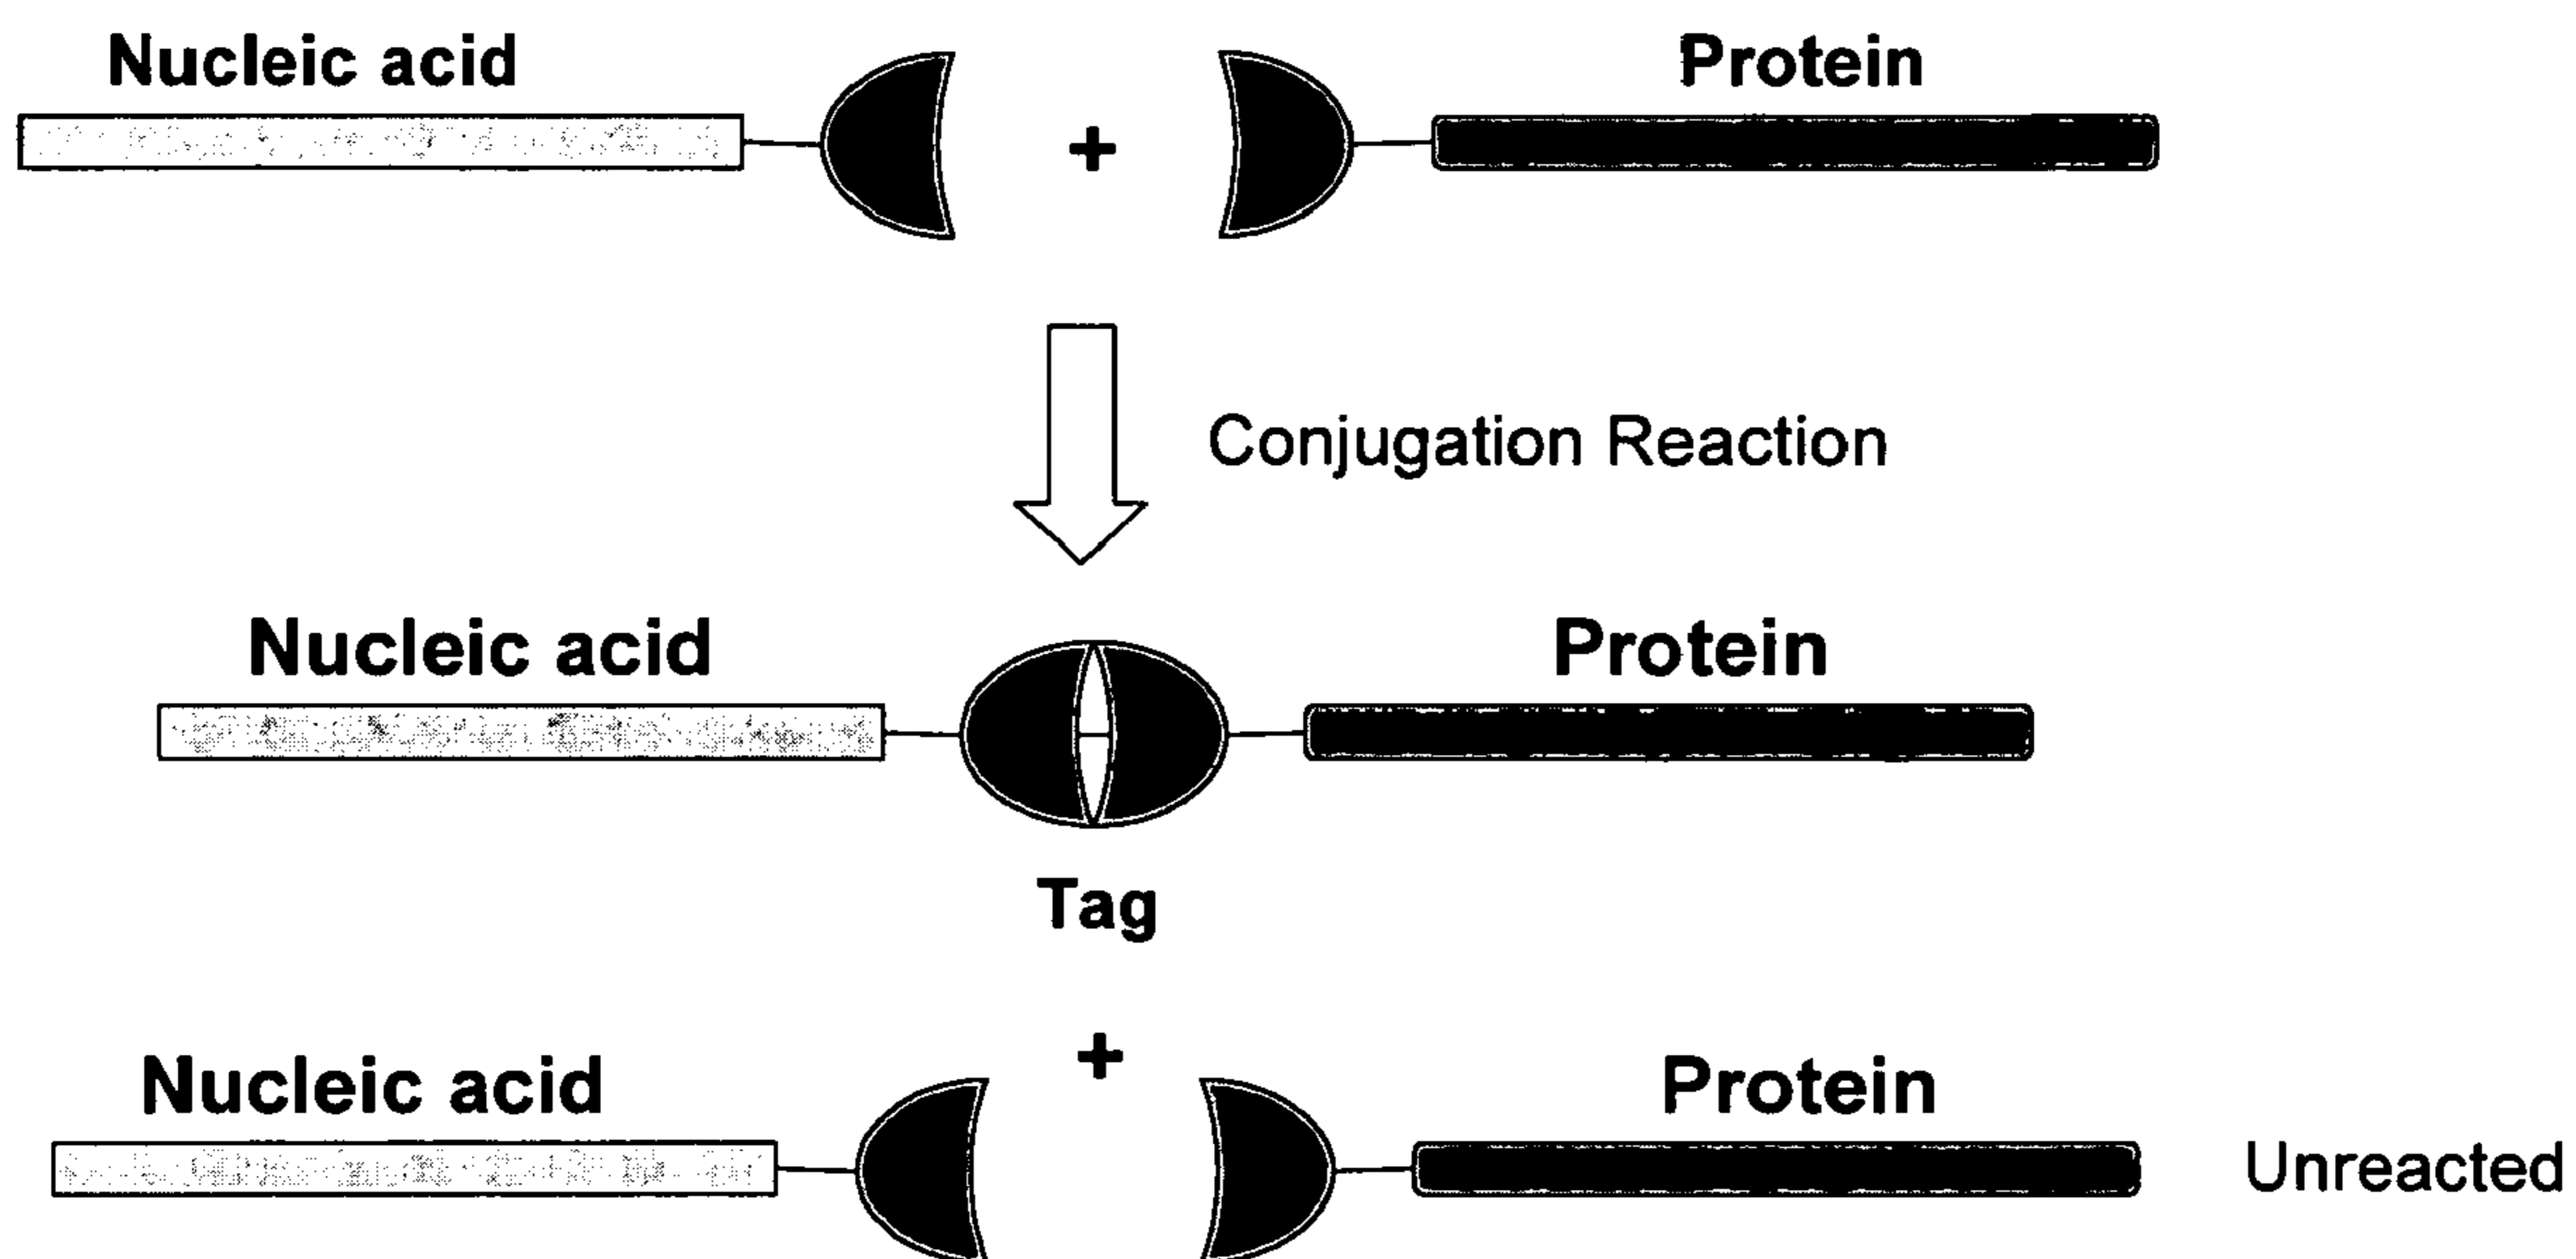 Nucleic acid
Protein
+
Conjugation Reaction
Nucleic acid
Protein
Tag
+
Nucleic acid
Protein
Unreacted